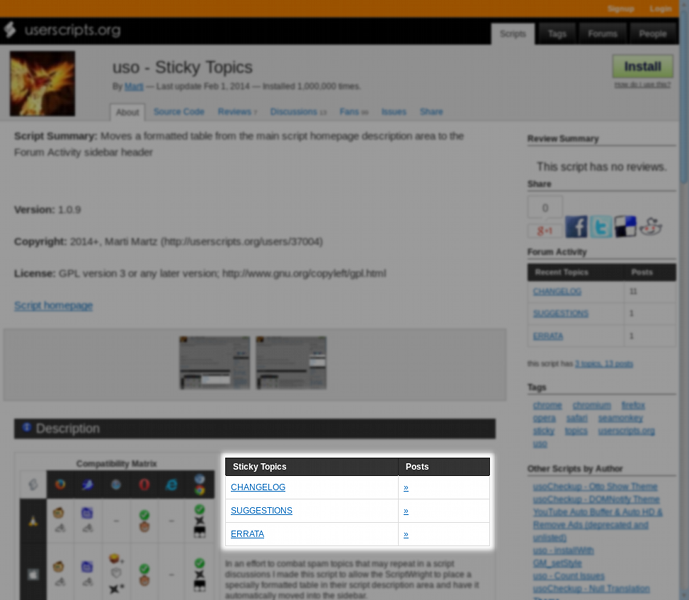 Signup Login
userscripts.org
Scripts Tags Forums People
uso - Sticky Topics
By Marti — Last update Feb 1, 2014 — Installed 1,000,000 times.
Install
How do I use this?
About Source Code Reviews 7 Discussions 13 Fans Issues Share
Script Summary: Moves a formatted table from the main script homepage description area to the
Forum Activity sidebar header
Version: 1.0.9
Copyright: 2014+, Marti Martz (http://userscripts.org/users/37004)
License: GPL version 3 or any later version; http://www.gnu.org/copyleft/gpl.html
Script homepage
Description
Compatibility Matrix
Sticky Topics Posts
CHANGELOG »
SUGGESTIONS »
ERRATA »
In an effort to combat spam topics that may repeat in a script
discussions I made this script to allow the ScriptWright to place a
specially formatted table in their script description area and have it
automatically moved into the sidebar.
Review Summary
This script has no reviews.
Share
0
g+1
Forum Activity
Recent Topics Posts
CHANGELOG 11
SUGGESTIONS 1
ERRATA 1
this script has 3 topics, 13 posts
Tags
chrome chromium firefox
opera safari seamonkey
sticky topics userscripts.org
uso
Other Scripts by Author
usoCheckup - Otto Show Theme
usoCheckup - DOMNotify Theme
YouTube Auto Buffer & Auto HD &
Remove Ads (deprecated and
unlisted)
uso - installWith
GM_setStyle
uso - Count Issues
usoCheckup - Null Translation
Theme